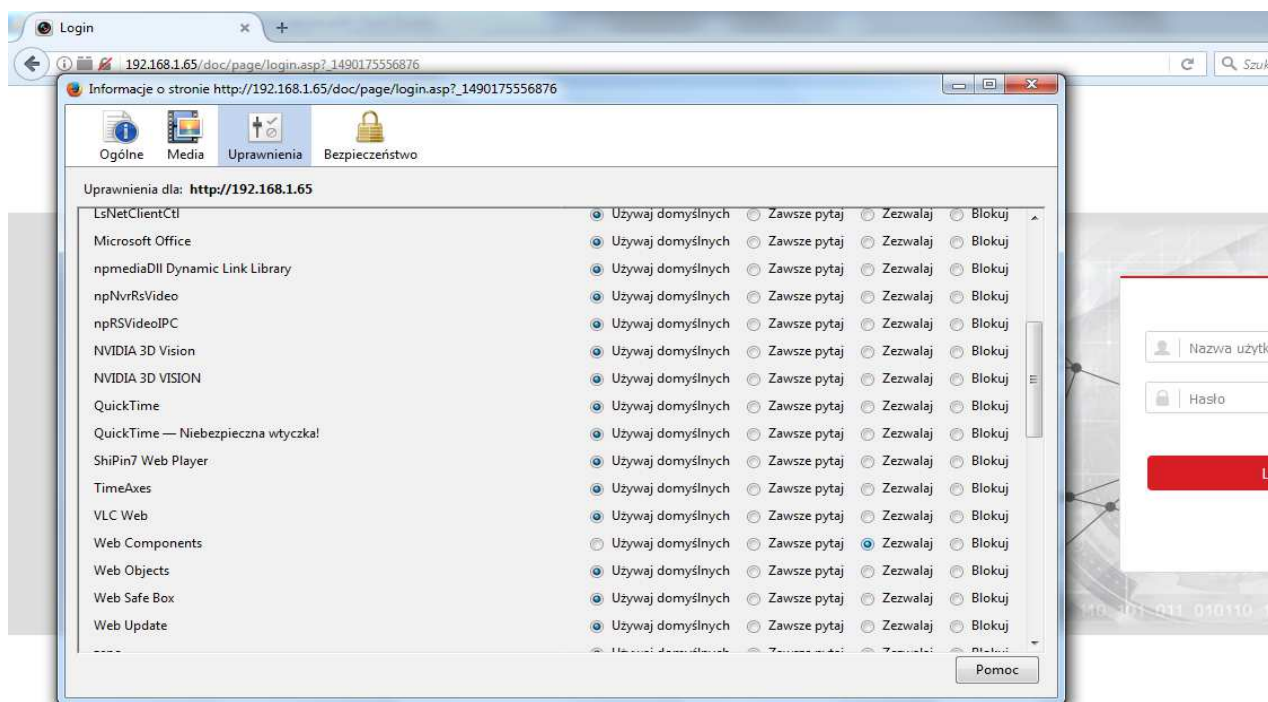 Login
192.168.1.65/doc/page/login.asp?_1490175556876
Informacje o stronie http://192.168.1.65/doc/page/login.asp?_1490175556876
Ogólne Media Uprawnienia Bezpieczeństwo
Uprawnienia dla: http://192.168.1.65
LsNetClientCtl Używaj domyślnych Zawsze pytaj Zezwalaj Blokuj
Microsoft Office Używaj domyślnych Zawsze pytaj Zezwalaj Blokuj
npmediaDll Dynamic Link Library Używaj domyślnych Zawsze pytaj Zezwalaj Blokuj
npNvrRsVideo Używaj domyślnych Zawsze pytaj Zezwalaj Blokuj
npRSVideoIPC Używaj domyślnych Zawsze pytaj Zezwalaj Blokuj
NVIDIA 3D Vision Używaj domyślnych Zawsze pytaj Zezwalaj Blokuj
NVIDIA 3D VISION Używaj domyślnych Zawsze pytaj Zezwalaj Blokuj
QuickTime Używaj domyślnych Zawsze pytaj Zezwalaj Blokuj
QuickTime — Niebezpieczna wtyczka! Używaj domyślnych Zawsze pytaj Zezwalaj Blokuj
ShiPin7 Web Player Używaj domyślnych Zawsze pytaj Zezwalaj Blokuj
TimeAxes Używaj domyślnych Zawsze pytaj Zezwalaj Blokuj
VLC Web Używaj domyślnych Zawsze pytaj Zezwalaj Blokuj
Web Components Używaj domyślnych Zawsze pytaj Zezwalaj Blokuj
Web Objects Używaj domyślnych Zawsze pytaj Zezwalaj Blokuj
Web Safe Box Używaj domyślnych Zawsze pytaj Zezwalaj Blokuj
Web Update Używaj domyślnych Zawsze pytaj Zezwalaj Blokuj
Pomoc
Szuk
Nazwa użytk
Hasło
L